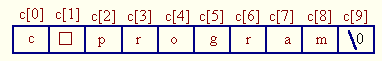 c[0] c[1] c[2] c[3] c[4] c[5] c[6] c[7] c[8] c[9]
c □ p r o g r a m \0